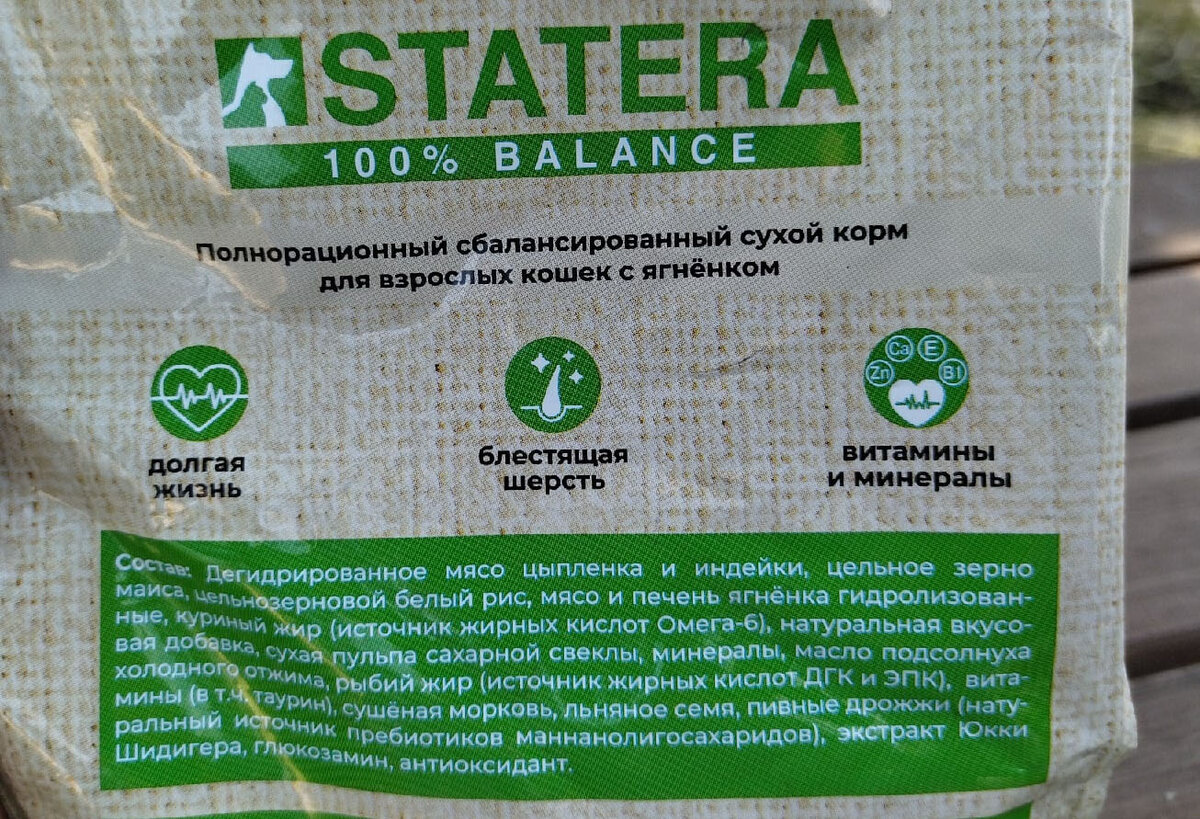 STATERA
100% BALANCE
Полнорационный сбалансированный сухой корм
для взрослых кошек с ягнёнком
Ca E
Zn B1
долгая
жизнь
блестящая
шерсть
витамины
и минералы
Состав: Дегидрированное мясо цыпленка и индейки, цельное зерно
маиса, цельнозерновой белый рис, мясо и печень ягнёнка гидролизован-
ные, куриный жир (источник жирных кислот Омега-6), натуральная вкусо-
вая добавка, сухая пульпа сахарной свеклы, минералы, масло подсолнуха
холодного отжима, рыбий жир (источник жирных кислот ДГК и ЭПК), вита-
мины (в т.ч. таурин), сушёная морковь, льняное семя, пивные дрожжи (нату-
ральный источник пребиотиков маннанолигосахаридов), экстракт Юкки
Шидигера, глюкозамин, антиоксидант.